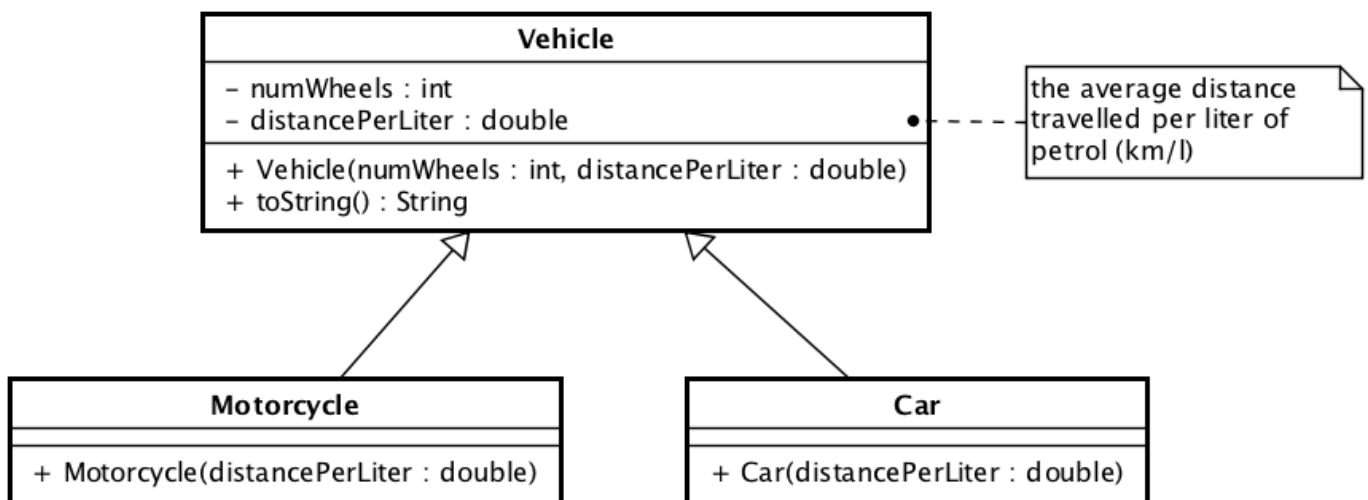 Vehicle
- numWheels : int
- distancePerLiter : double
+ Vehicle(numWheels : int, distancePerLiter : double)
+ toString() : String
the average distance
travelled per liter of
petrol (km/l)
Motorcycle
+ Motorcycle(distancePerLiter : double)
Car
+ Car(distancePerLiter : double)